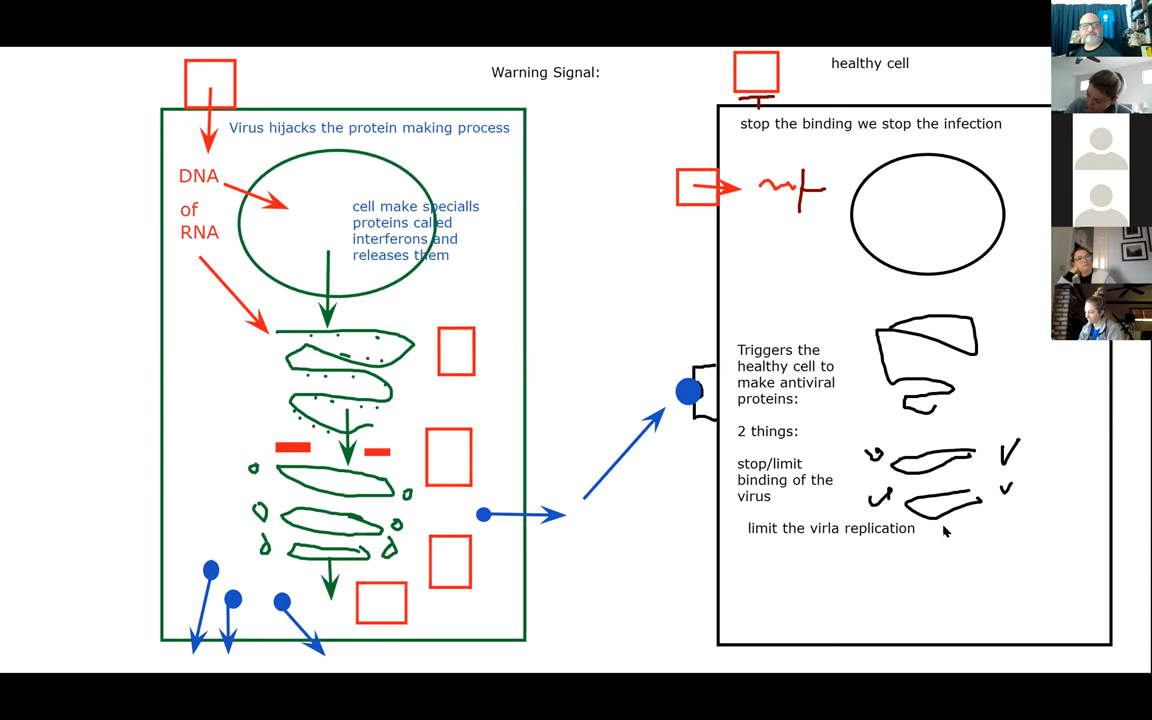 Warning Signal:
healthy cell
Virus hijacks the protein making process
DNA
of
RNA
cell make specialls
proteins called
interferons and
releases them
stop the binding we stop the infection
Triggers the
healthy cell to
make antiviral
proteins:
2 things:
stop/limit
binding of the
virus
limit the virla replication